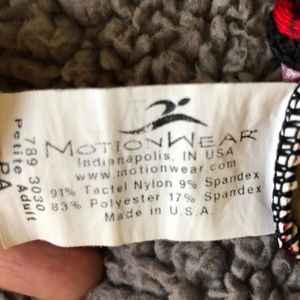 MOTIONWEAR
Indianapolis, IN USA
www.motionwear.com
91% Tactel Nylon 9% Spandex
83% Polyester 17% Spandex
Made in U.S.A.
789 3030
Petite Adult
PA